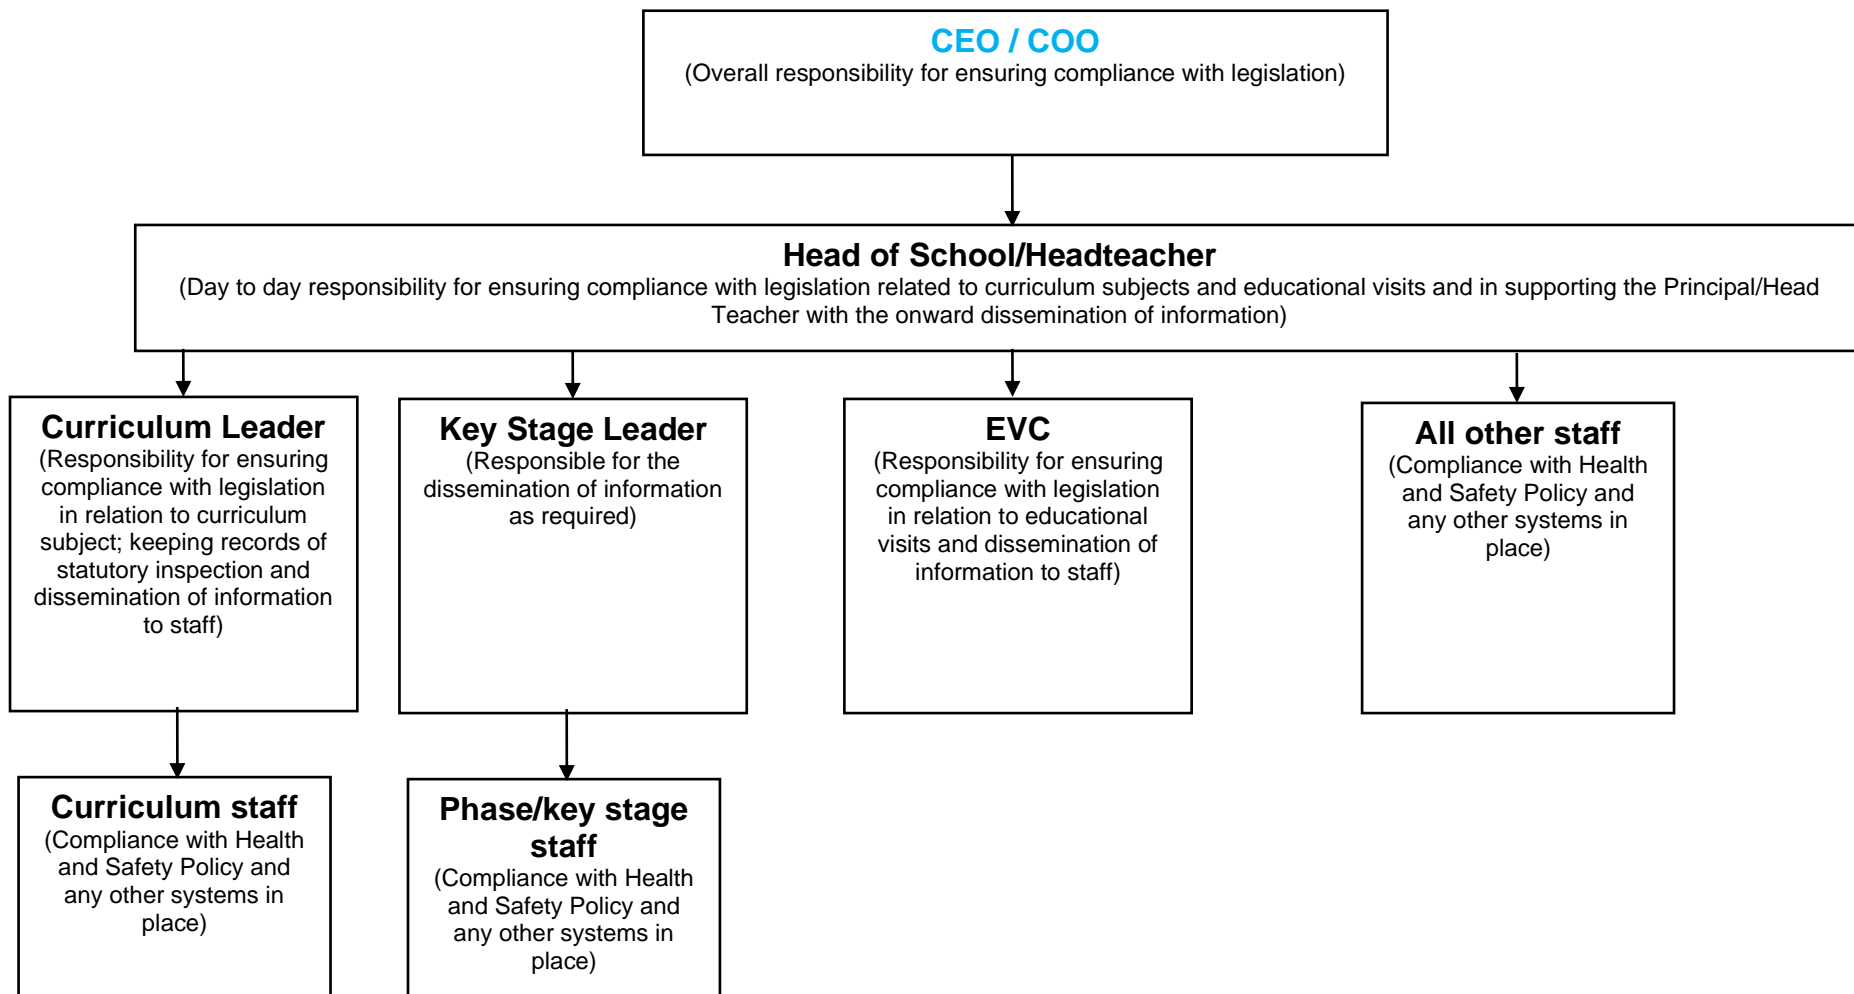 CEO / COO
(Overall responsibility for ensuring compliance with legislation)
Head of School/Headteacher
(Day to day responsibility for ensuring compliance with legislation related to curriculum subjects and educational visits and in supporting the Principal/Head
Teacher with the onward dissemination of information)
Curriculum Leader
(Responsibility for ensuring
compliance with legislation
in relation to curriculum
subject; keeping records of
statutory inspection and
dissemination of information
to staff)
Key Stage Leader
(Responsible for the
dissemination of information
as required)
EVC
(Responsibility for ensuring
compliance with legislation
in relation to educational
visits and dissemination of
information to staff)
All other staff
(Compliance with Health
and Safety Policy and
any other systems in
place)
Curriculum staff
(Compliance with Health
and Safety Policy and
any other systems in
place)
Phase/key stage
staff
(Compliance with Health
and Safety Policy and
any other systems in
place)